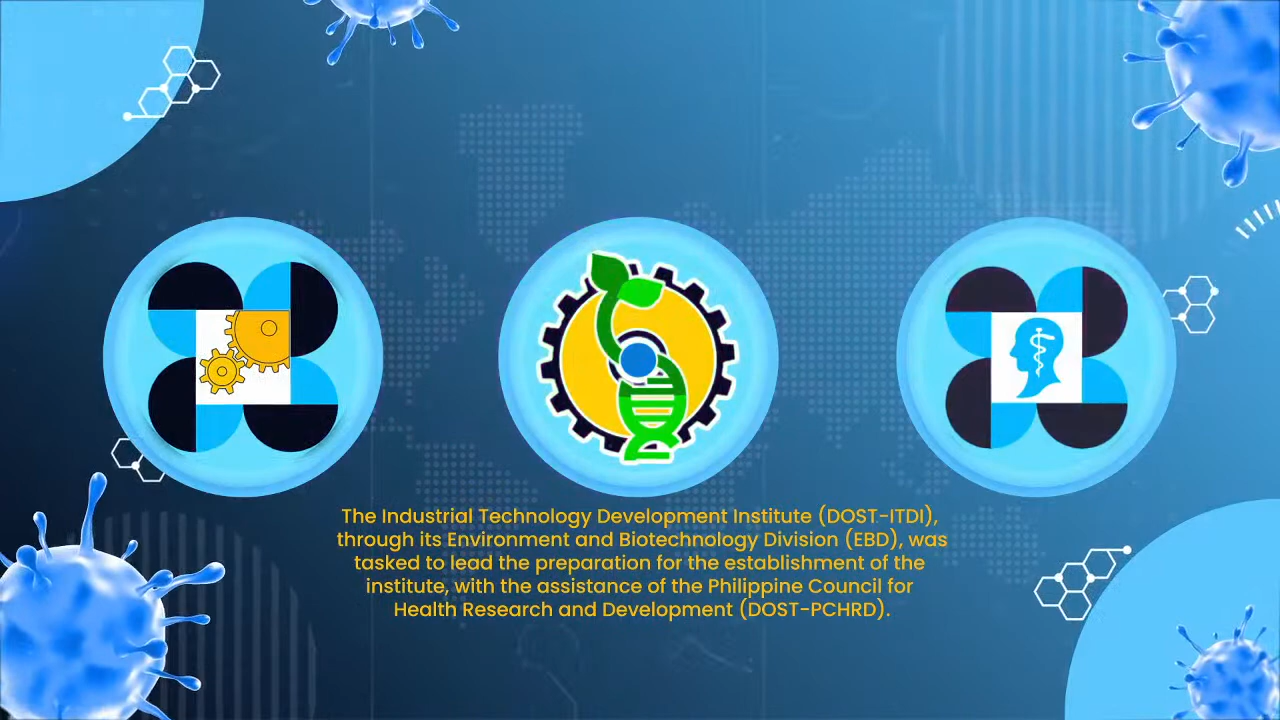 The Industrial Technology Development Institute (DOST-ITDI),
through its Environment and Biotechnology Division (EBD), was
tasked to lead the preparation for the establishment of the
institute, with the assistance of the Philippine Council for
Health Research and Development (DOST-PCHRD).